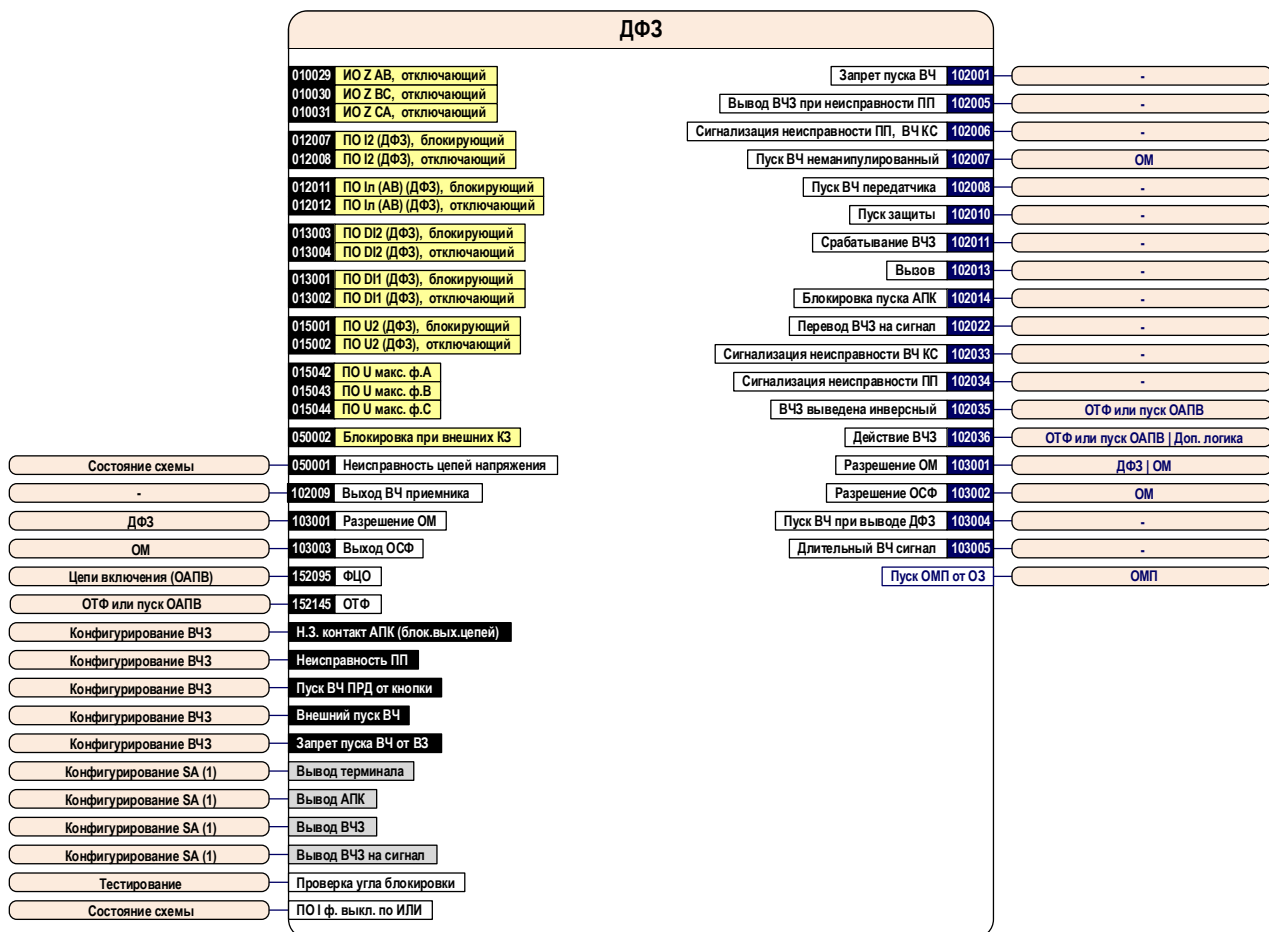 ДФЗ
010029 ИО Z АВ, отключающий
010030 ИО Z ВС, отключающий
010031 ИО Z СА, отключающий
012007 ПО I2 (ДФЗ), блокирующий
012008 ПО I2 (ДФЗ), отключающий
012011 ПО Iл (АВ) (ДФЗ), блокирующий
012012 ПО Iл (АВ) (ДФЗ), отключающий
013003 ПО DI2 (ДФЗ), блокирующий
013004 ПО DI2 (ДФЗ), отключающий
013001 ПО DI1 (ДФЗ), блокирующий
013002 ПО DI1 (ДФЗ), отключающий
015001 ПО U2 (ДФЗ), блокирующий
015002 ПО U2 (ДФЗ), отключающий
015042 ПО U макс. ф.А
015043 ПО U макс. ф.В
015044 ПО U макс. ф.С
050002 Блокировка при внешних КЗ
Состояние схемы 050001 Неисправность цепей напряжения
- 102009 Выход ВЧ приемника
ДФЗ 103001 Разрешение ОМ
ОМ 103003 Выход ОСФ
Цепи включения (ОАПВ) 152095 ФЦО
ОТФ или пуск ОАПВ 152145 ОТФ
Конфигурирование ВЧЗ Н.З. контакт АПК (блок.вых.цепей)
Конфигурирование ВЧЗ Неисправность ПП
Конфигурирование ВЧЗ Пуск ВЧ ПРД от кнопки
Конфигурирование ВЧЗ Внешний пуск ВЧ
Конфигурирование ВЧЗ Запрет пуска ВЧ от ВЗ
Конфигурирование SA (1) Вывод терминала
Конфигурирование SA (1) Вывод АПК
Конфигурирование SA (1) Вывод ВЧЗ
Конфигурирование SA (1) Вывод ВЧЗ на сигнал
Тестирование Проверка угла блокировки
Состояние схемы ПО I ф. выкл. по ИЛИ
Запрет пуска ВЧ 102001 -
Вывод ВЧЗ при неисправности ПП 102005 -
Сигнализация неисправности ПП, ВЧ КС 102006 -
Пуск ВЧ неманипулированный 102007 ОМ
Пуск ВЧ передатчика 102008 -
Пуск защиты 102010 -
Срабатывание ВЧЗ 102011 -
Вызов 102013 -
Блокировка пуска АПК 102014 -
Перевод ВЧЗ на сигнал 102022 -
Сигнализация неисправности ВЧ КС 102033 -
Сигнализация неисправности ПП 102034 -
ВЧЗ выведена инверсный 102035 ОТФ или пуск ОАПВ
Действие ВЧЗ 102036 ОТФ или пуск ОАПВ | Доп. логика
Разрешение ОМ 103001 ДФЗ | ОМ
Разрешение ОСФ 103002 ОМ
Пуск ВЧ при выводе ДФЗ 103004 -
Длительный ВЧ сигнал 103005 -
Пуск ОМП от ОЗ ОМП